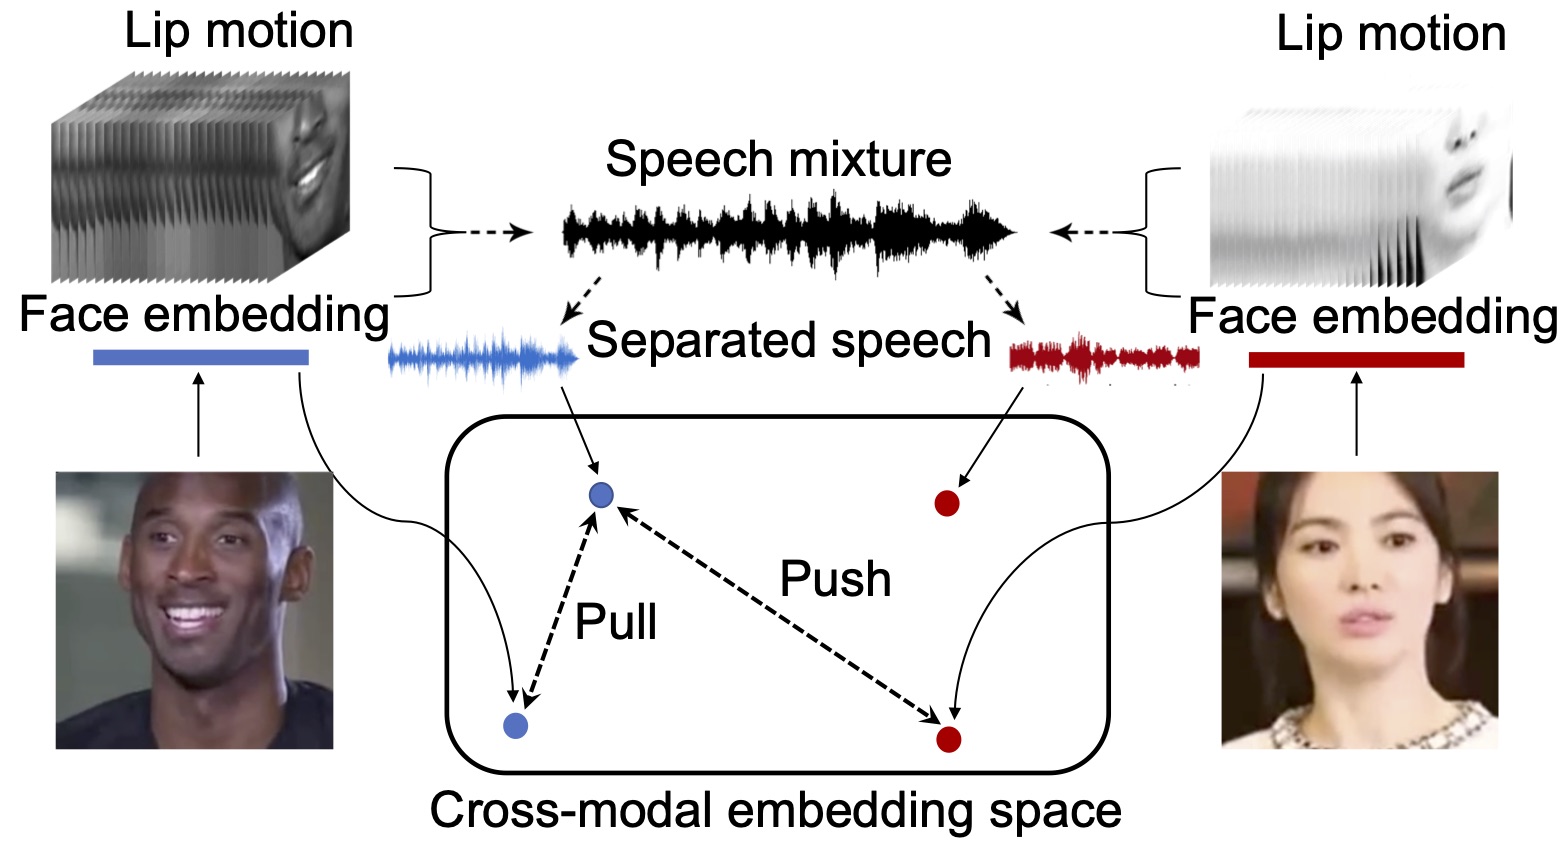 Lip motion
Lip motion
Speech mixture
Face embedding
Face embedding
Separated speech
Push
Pull
Cross-modal embedding space